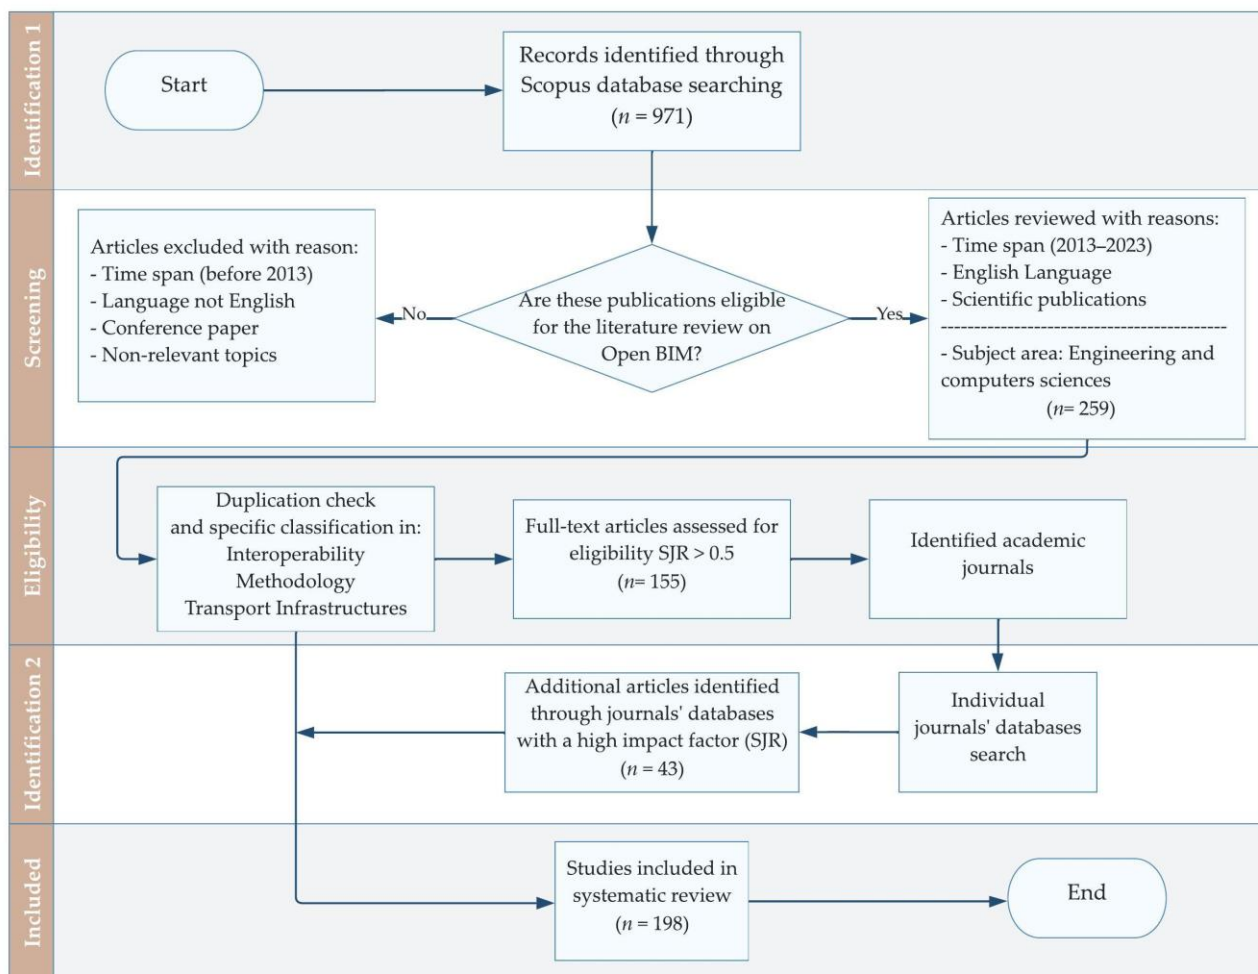 Identification 1
Start
Records identified through
Scopus database searching
(n = 971)
Screening
Articles excluded with reason:
- Time span (before 2013)
- Language not English
- Conference paper
- Non-relevant topics
No
Are these publications eligible
for the literature review on
Open BIM?
Yes
Articles reviewed with reasons:
- Time span (2013–2023)
- English Language
- Scientific publications
- Subject area: Engineering and
computers sciences
(n= 259)
Eligibility
Duplication check
and specific classification in:
Interoperability
Methodology
Transport Infrastructures
Full-text articles assessed for
eligibility SJR > 0.5
(n= 155)
Identified academic
journals
Identification 2
Additional articles identified
through journals' databases
with a high impact factor (SJR)
(n = 43)
Individual
journals' databases
search
Included
Studies included in
systematic review
(n = 198)
End